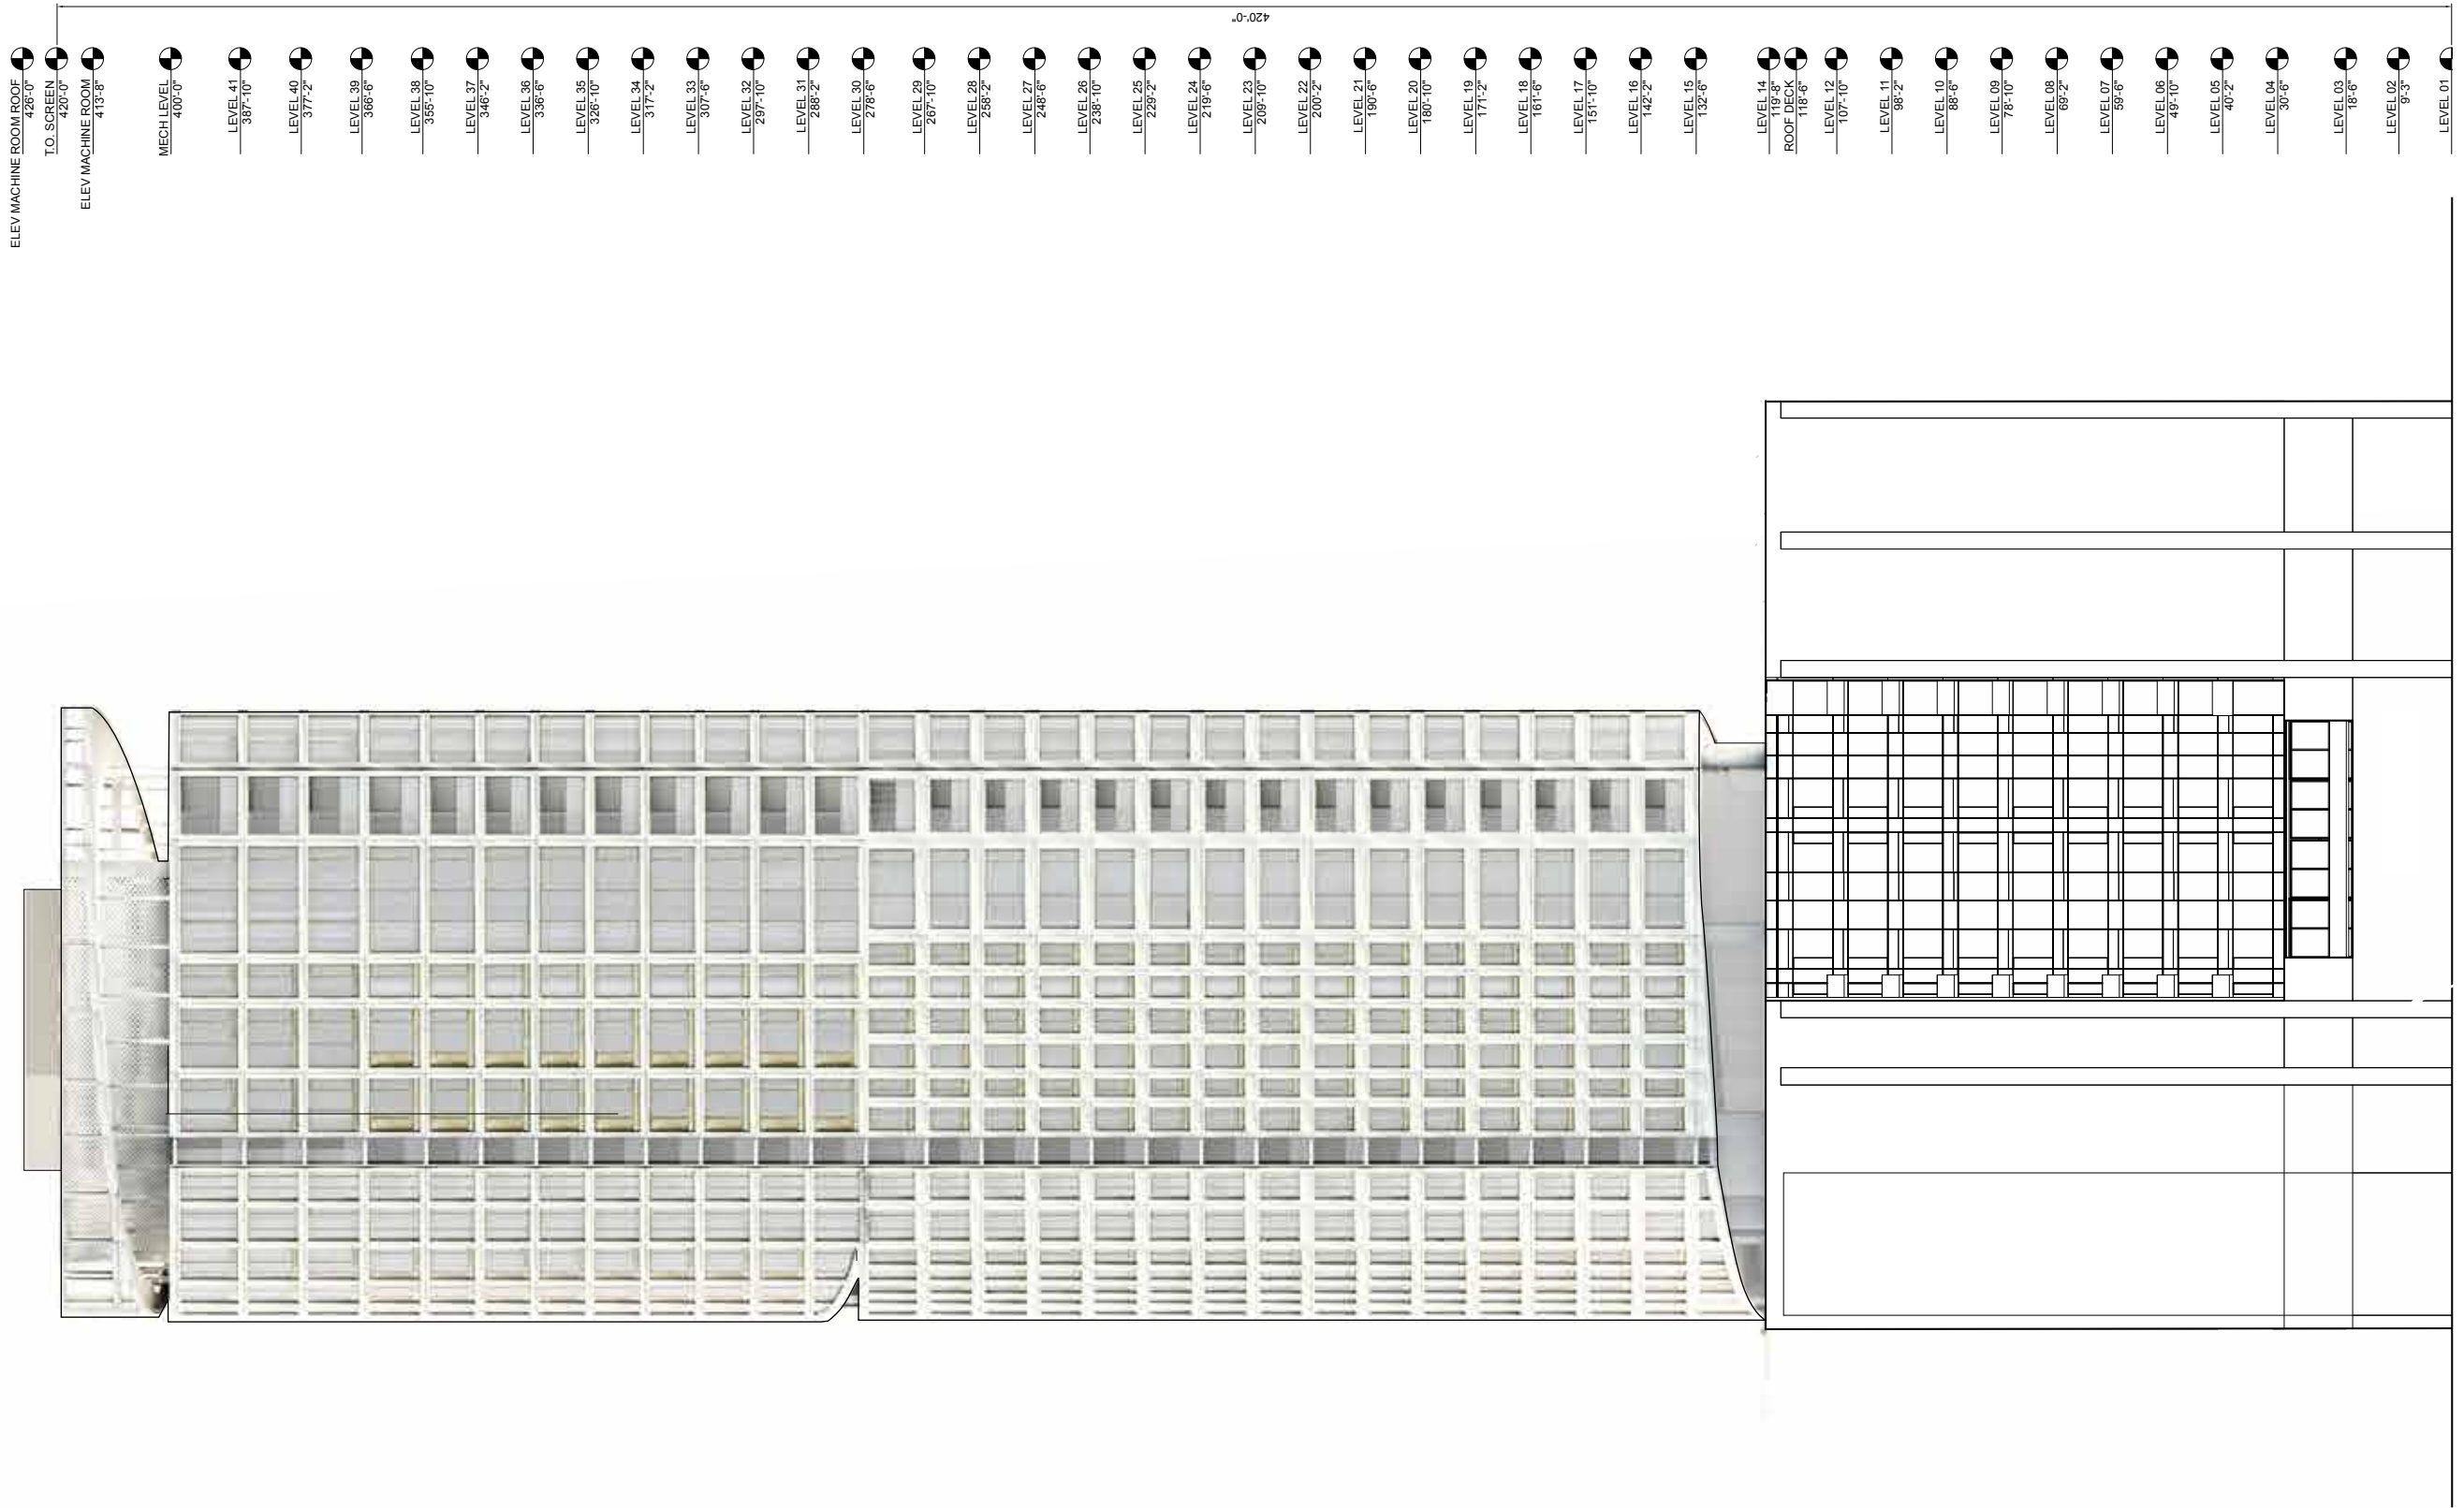 420'-0"
ELEV MACHINE ROOM ROOF
426'-0"
T.O. SCREEN
420'-0"
ELEV MACHINE ROOM
413'-8"
MECH LEVEL
400'-0"
LEVEL 41
387'-10"
LEVEL 40
377'-2"
LEVEL 39
366'-6"
LEVEL 38
355'-10"
LEVEL 37
346'-2"
LEVEL 36
336'-6"
LEVEL 35
326'-10"
LEVEL 34
317'-2"
LEVEL 33
307'-6"
LEVEL 32
297'-10"
LEVEL 31
288'-2"
LEVEL 30
278'-6"
LEVEL 29
267'-10"
LEVEL 28
258'-2"
LEVEL 27
248'-6"
LEVEL 26
238'-10"
LEVEL 25
229'-2"
LEVEL 24
219'-6"
LEVEL 23
209'-10"
LEVEL 22
200'-2"
LEVEL 21
190'-6"
LEVEL 20
180'-10"
LEVEL 19
171'-2"
LEVEL 18
161'-6"
LEVEL 17
151'-10"
LEVEL 16
142'-2"
LEVEL 15
132'-6"
LEVEL 14
119'-8"
ROOF DECK
118'-6"
LEVEL 12
107'-10"
LEVEL 11
98'-2"
LEVEL 10
88'-6"
LEVEL 09
78'-10"
LEVEL 08
69'-2"
LEVEL 07
59'-6"
LEVEL 06
49'-10"
LEVEL 05
40'-2"
LEVEL 04
30'-6"
LEVEL 03
18'-6"
LEVEL 02
9'-3"
LEVEL 01